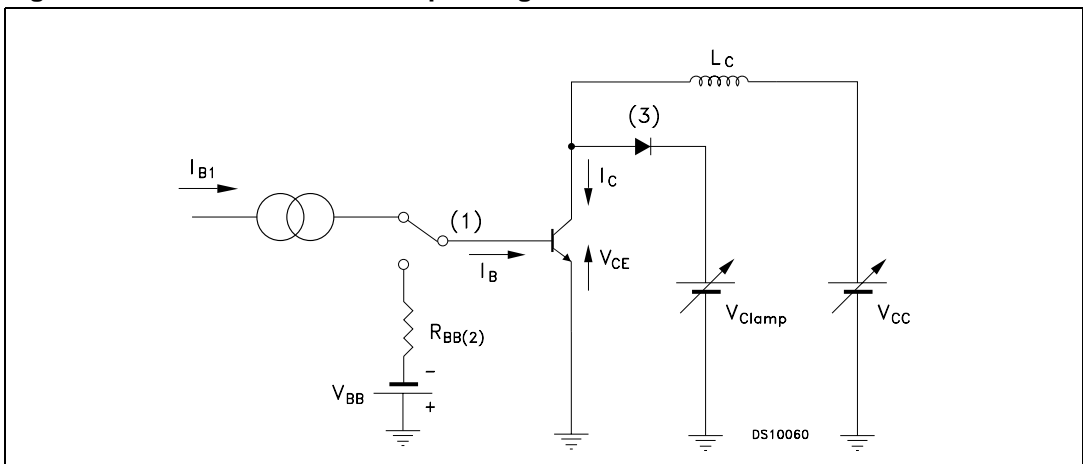 L_C
(3)
I_B1
I_C
(1)
V_CE
I_B
V_Clamp
V_CC
R_BB(2)
−
V_BB
+
DS10060